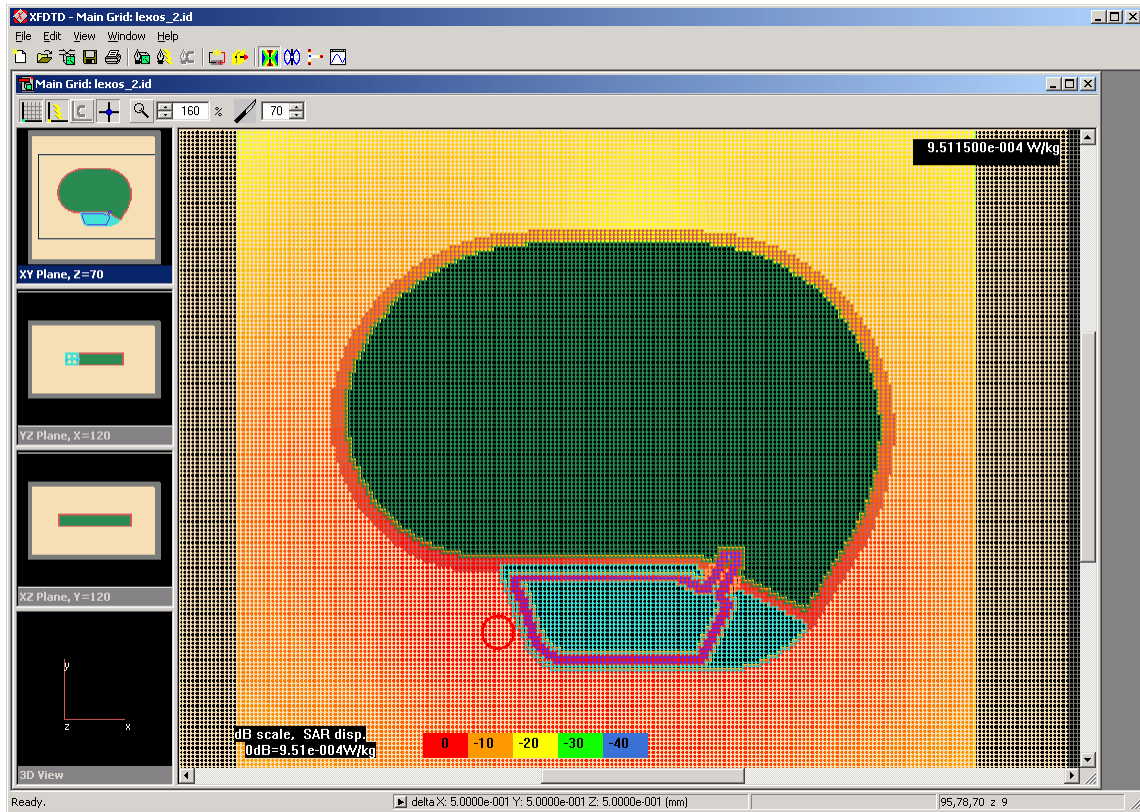 XFDTD - Main Grid: lexos_2.id
File Edit View Window Help
Main Grid: lexos_2.id
160 % 70
9.511500e-004 W/kg
XY Plane, Z=70
YZ Plane, X=120
XZ Plane, Y=120
y
z x
3D View
dB scale, SAR disp.
0dB=9.51e-004W/kg
0 -10 -20 -30 -40
Ready.
delta X: 5.0000e-001 Y: 5.0000e-001 Z: 5.0000e-001 (mm)
95,78,70 z 9